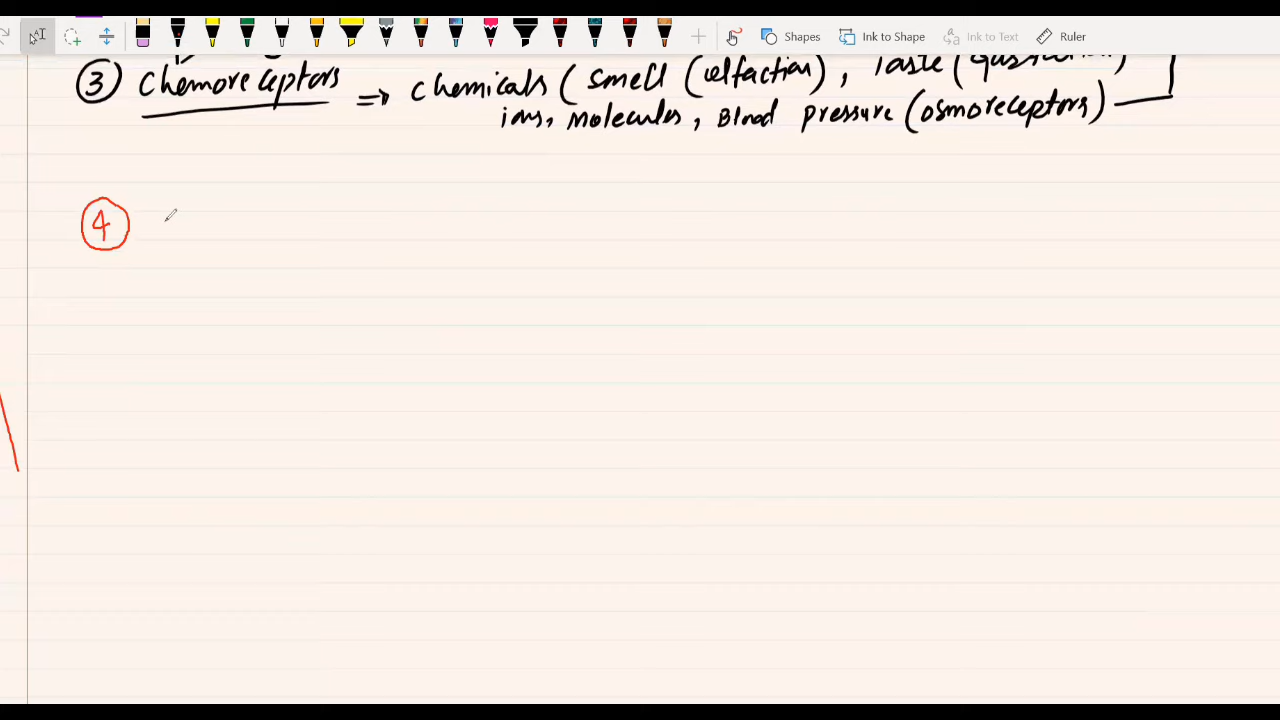 Shapes Ink to Shape Ink to Text Ruler
③ Chemoreceptors => chemicals ( smell (olfaction), Taste (
ions, molecules, Blood pressure (osmoreceptors)
④